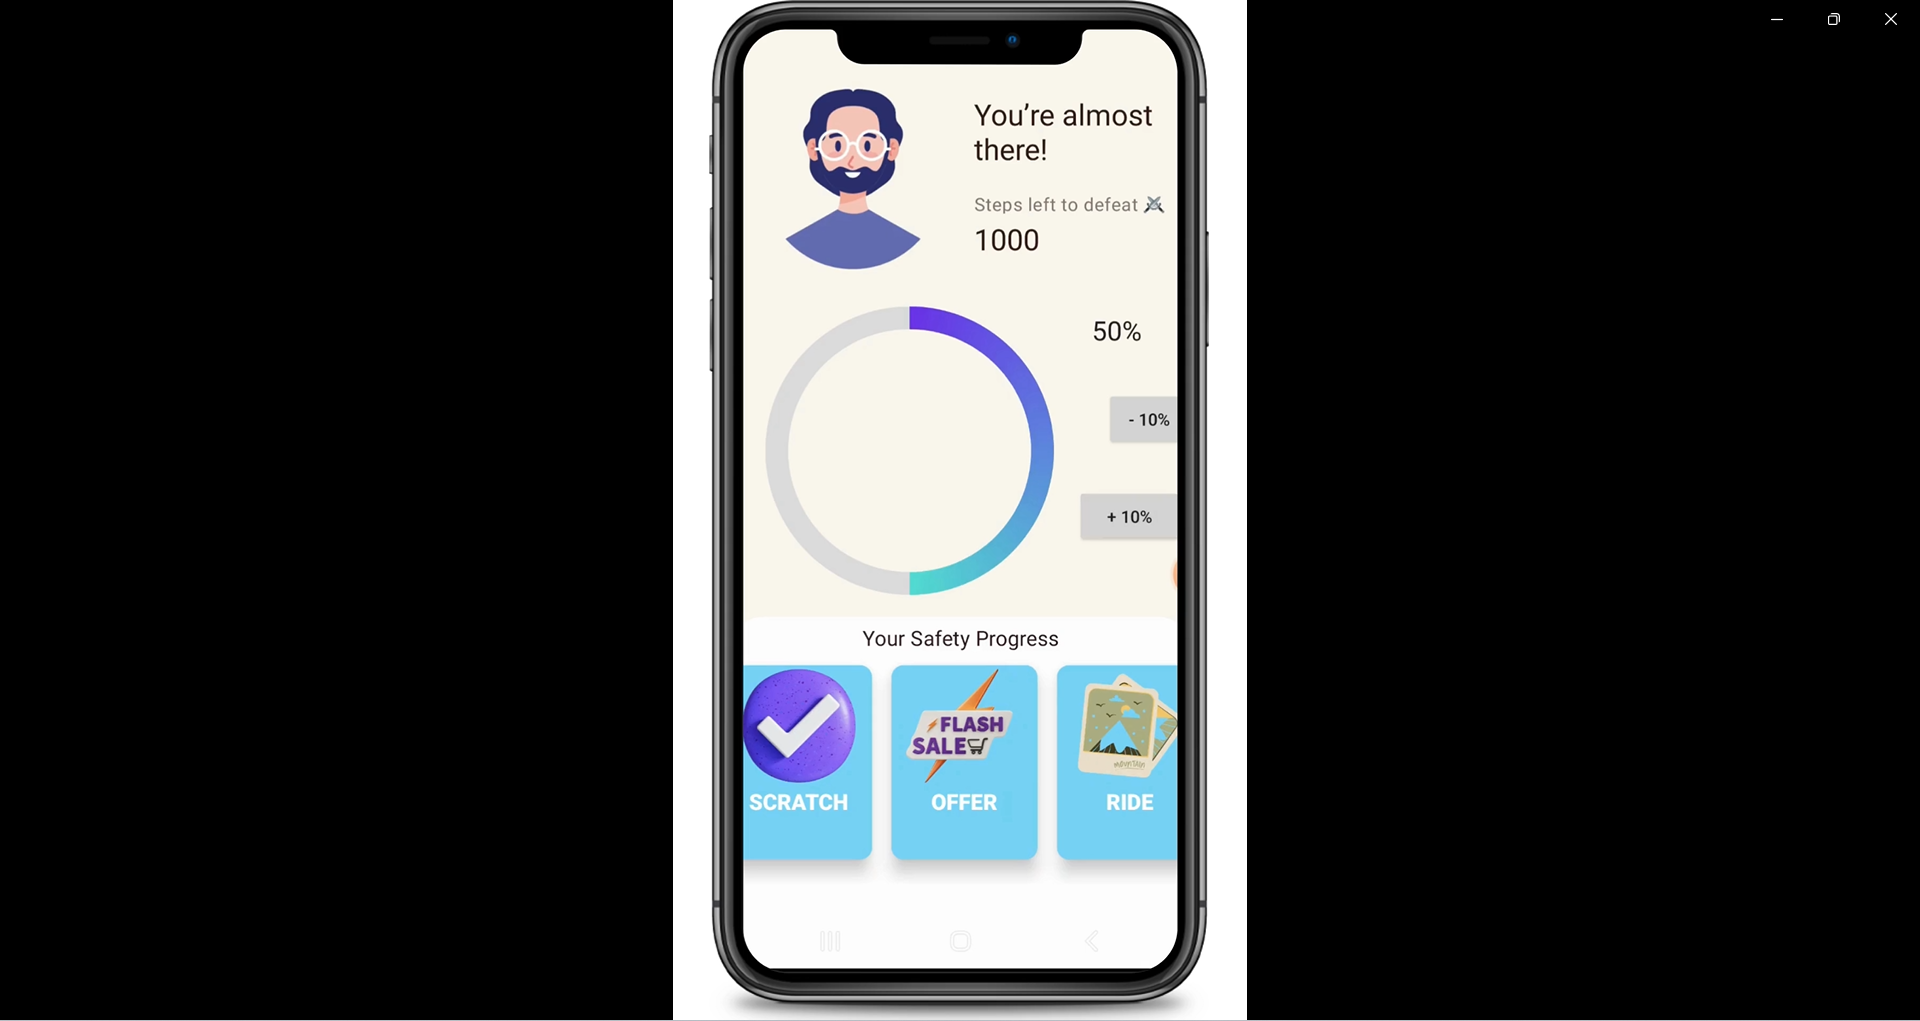 You’re almost
there!
Steps left to defeat ⚔️
1000
50%
- 10%
+ 10%
Your Safety Progress
FLASH
SALE
mountain
SCRATCH
OFFER
RIDE